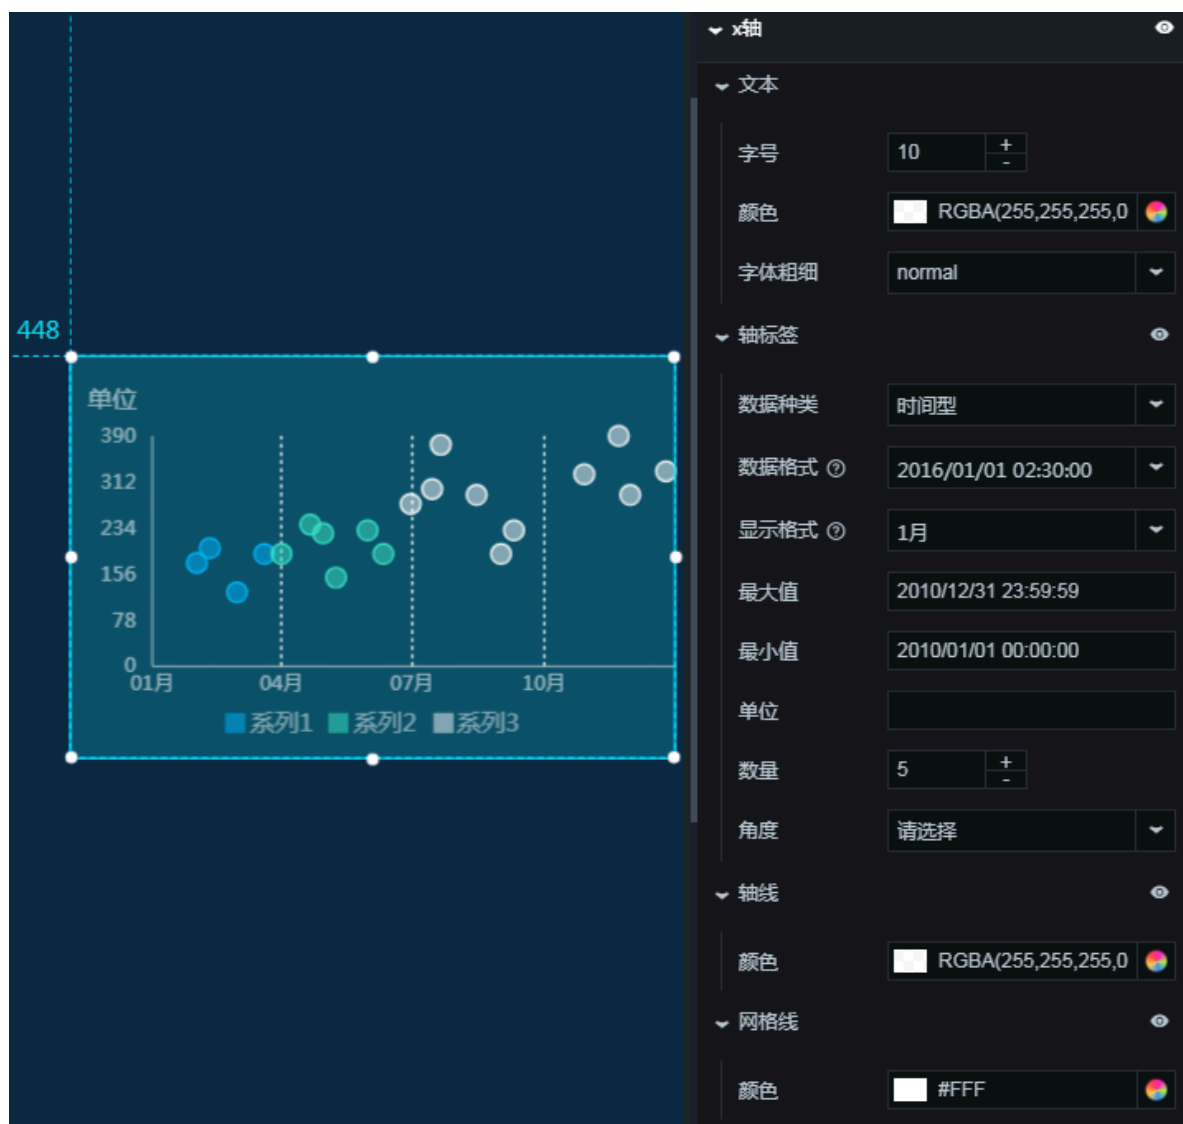 448
单位
390
312
234
156
78
0
01月 04月 07月 10月
系列1 系列2 系列3
x轴
文本
字号 10 + -
颜色 RGBA(255,255,255,0
字体粗细 normal
轴标签
数据种类 时间型
数据格式 ? 2016/01/01 02:30:00
显示格式 ? 1月
最大值 2010/12/31 23:59:59
最小值 2010/01/01 00:00:00
单位
数量 5 + -
角度 请选择
轴线
颜色 RGBA(255,255,255,0
网格线
颜色 #FFF